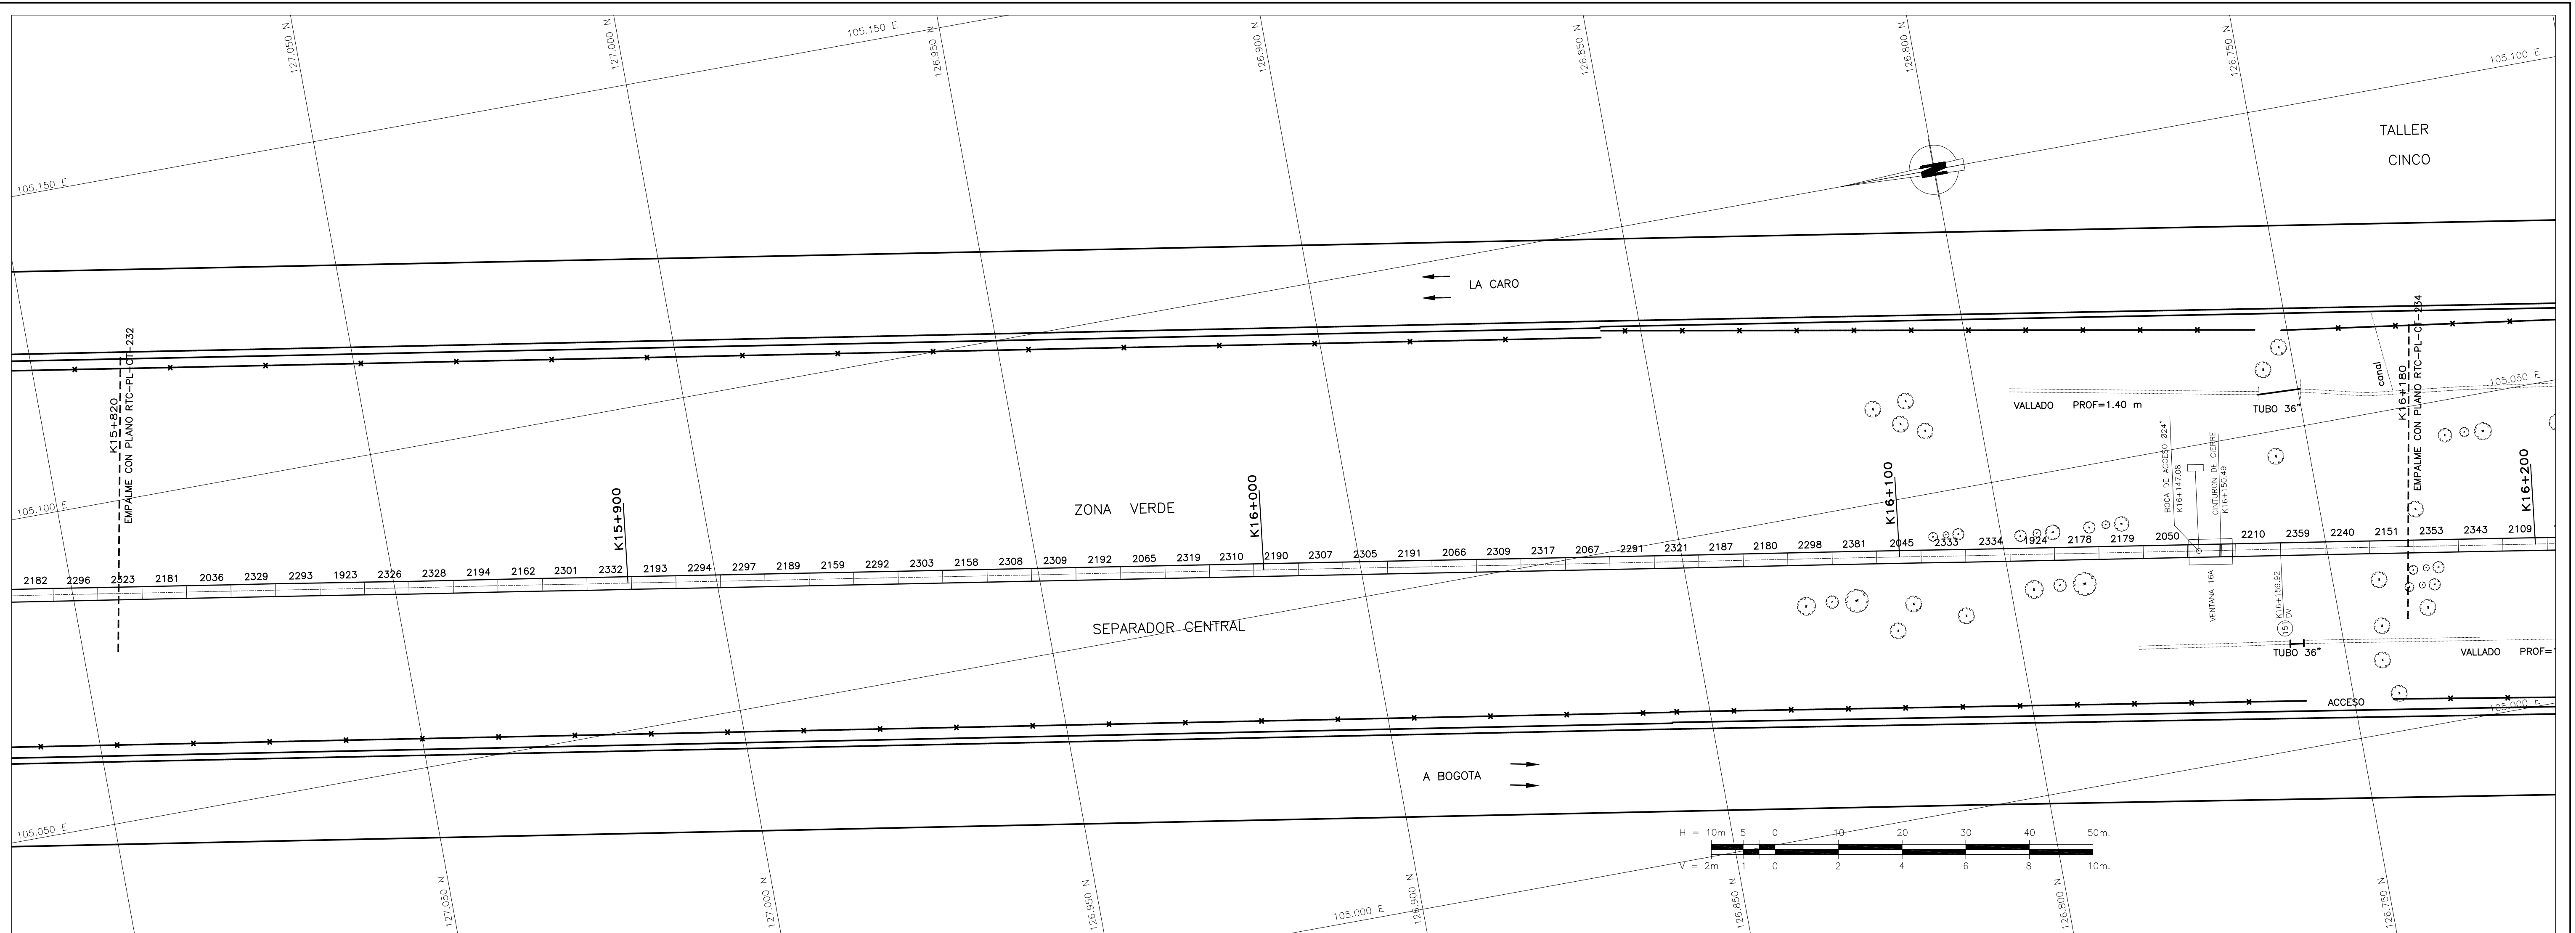 127.050 N
127.000 N
105.150 E
126.950 N
126.900 N
126.850 N
126.800 N
126.750 N
105.100 E
TALLER
CINCO
105.150 E
LA CARO
K15+820
EMPALME CON PLANO RTC-PL-CT-232
canal
K16+180
EMPALME CON PLANO RTC-PL-CT-234
105.050 E
VALLADO PROF=1.40 m
TUBO 36"
BOCA DE ACCESO Ø24"
K16+147.08
CINTURON DE CIERRE
K16+150.49
105.100 E
K15+900
ZONA VERDE
K16+000
K16+100
K16+200
2182 2296 2323 2181 2036 2329 2293 1923 2326 2328 2194 2162 2301 2332 2193 2294 2297 2189 2159 2292 2303 2158 2308 2309 2192 2065 2319 2310 2190 2307 2305 2191 2066 2309 2317 2067 2291 2321 2187 2180 2298 2381 2045 2333 2334 1924 2178 2179 2050 2210 2359 2240 2151 2353 2343 2109
VENTANA 16A
K16+159.92
DV
151
SEPARADOR CENTRAL
TUBO 36"
VALLADO PROF=1
ACCESO
105.000 E
A BOGOTA
105.050 E
H = 10m 5 0 10 20 30 40 50m.
V = 2m 1 0 2 4 6 8 10m.
127.050 N
127.000 N
126.950 N
105.000 E
126.900 N
126.850 N
126.800 N
126.750 N